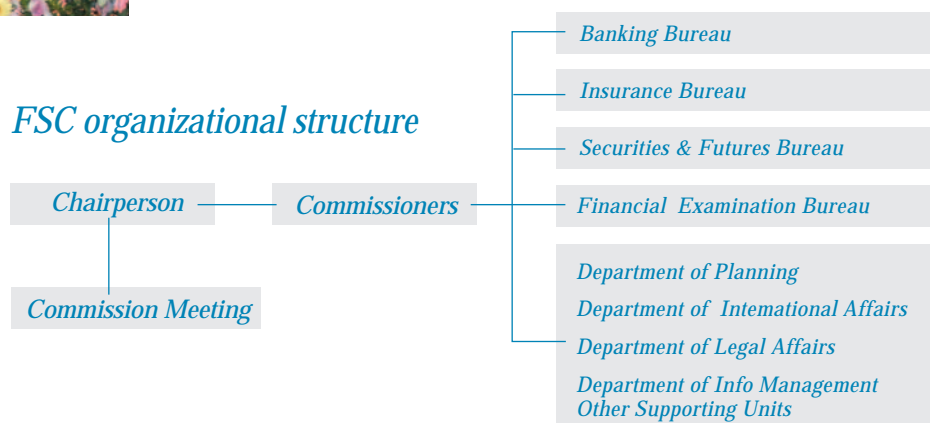 FSC organizational structure
Chairperson
Commissioners
Commission Meeting
Banking Bureau
Insurance Bureau
Securities & Futures Bureau
Financial Examination Bureau
Department of Planning
Department of Intemational Affairs
Department of Legal Affairs
Department of Info Management
Other Supporting Units